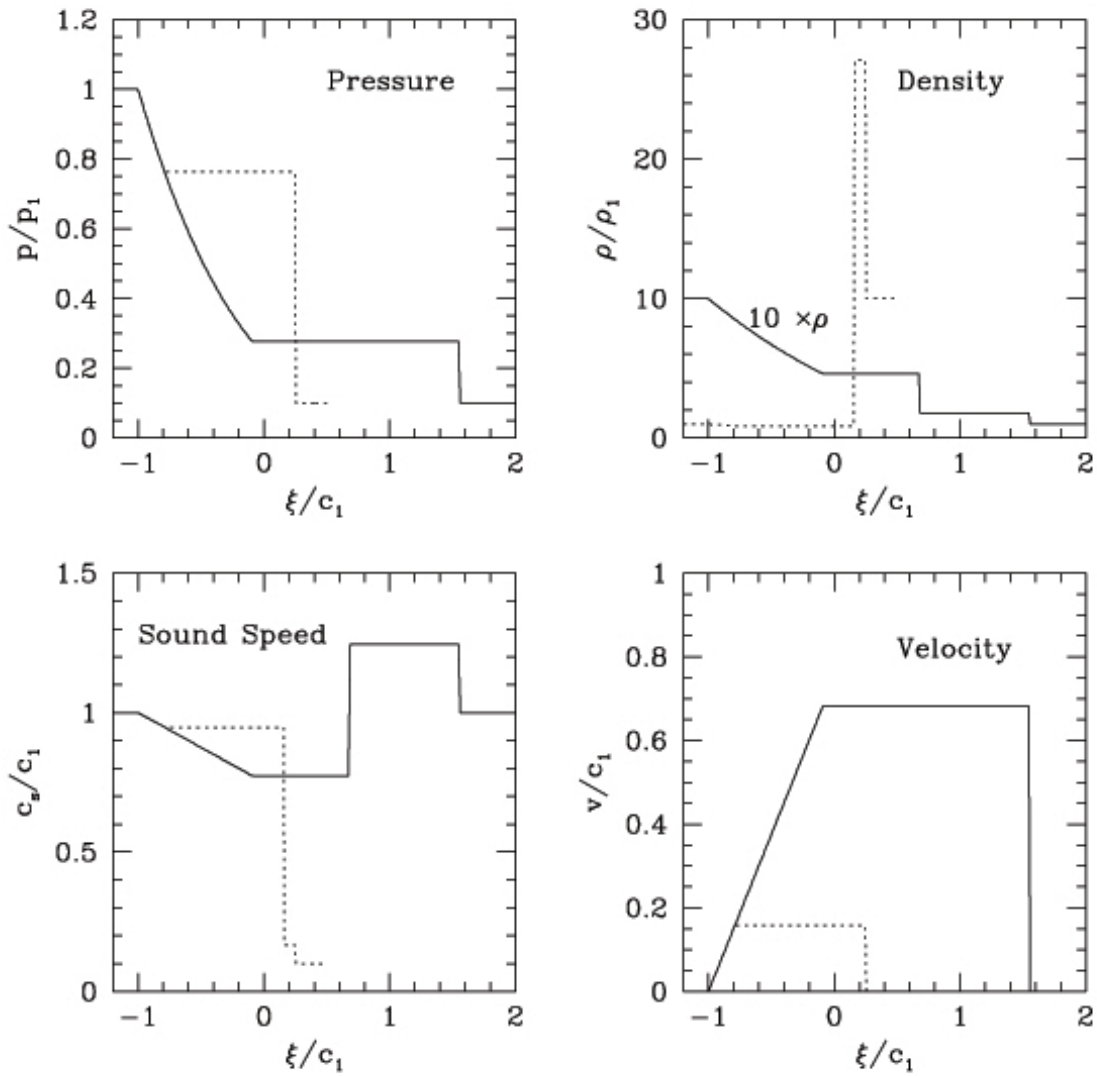 1.2
1
0.8
0.6
0.4
0.2
0
p/p₁
Pressure
−1 0 1 2
ξ/c₁
30
20
10
0
ρ/ρ₁
Density
10 ×ρ
−1 0 1 2
ξ/c₁
1.5
1
0.5
0
cₛ/c₁
Sound Speed
−1 0 1 2
ξ/c₁
1
0.8
0.6
0.4
0.2
0
v/c₁
Velocity
−1 0 1 2
ξ/c₁